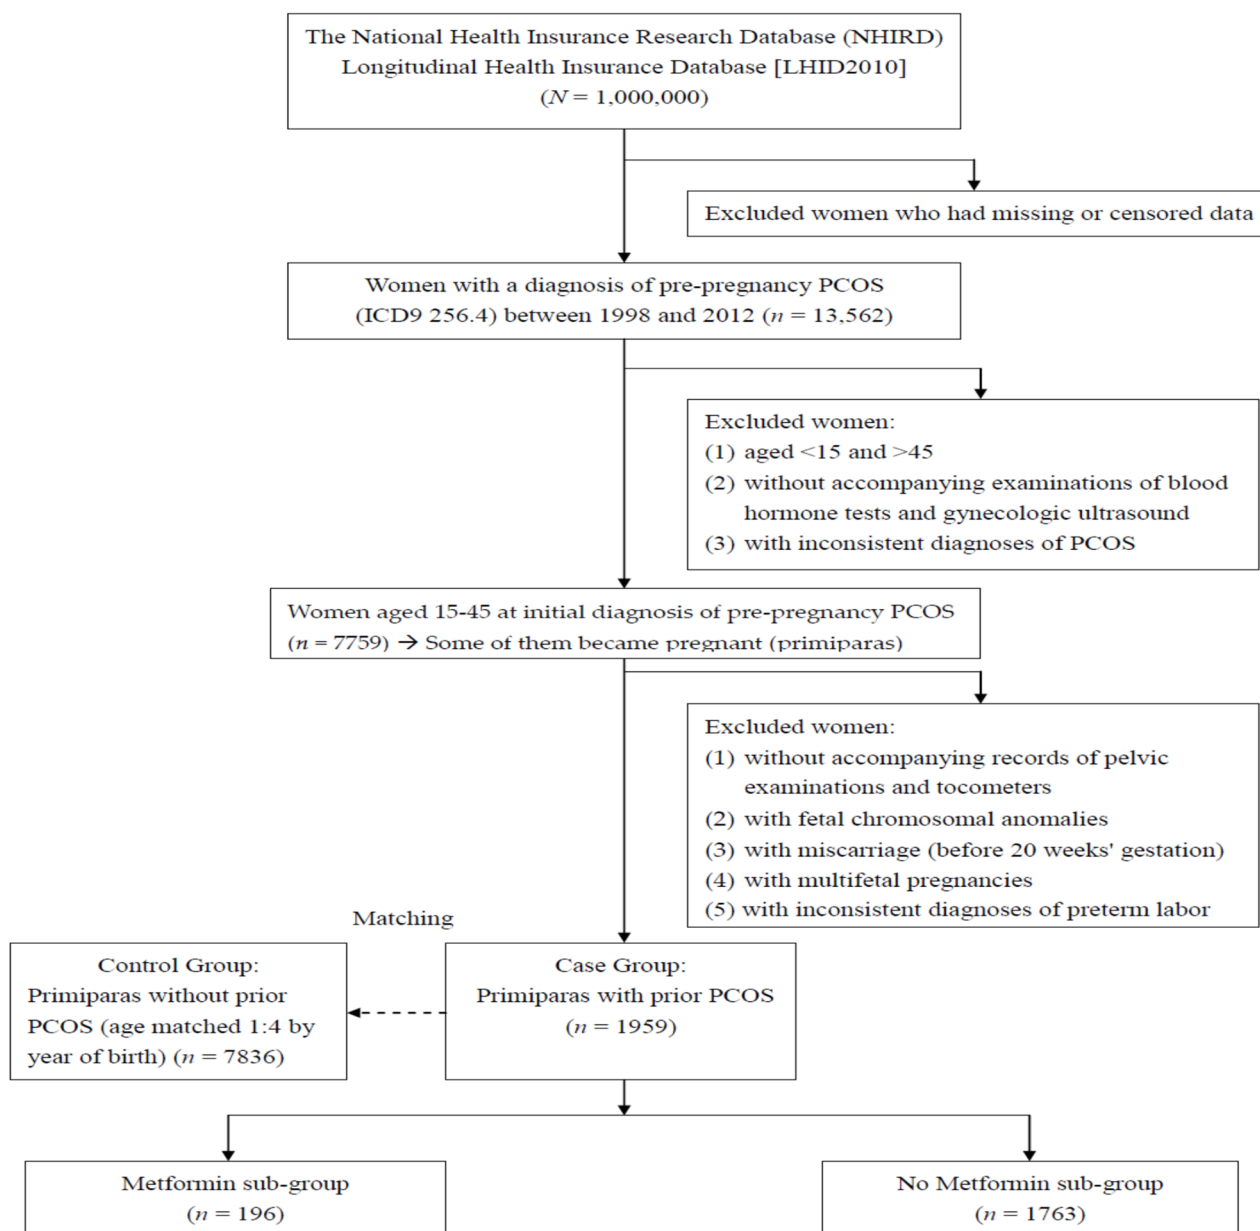 The National Health Insurance Research Database (NHIRD)
Longitudinal Health Insurance Database [LHID2010]
(N = 1,000,000)
Excluded women who had missing or censored data
Women with a diagnosis of pre-pregnancy PCOS
(ICD9 256.4) between 1998 and 2012 (n = 13,562)
Excluded women:
(1) aged <15 and >45
(2) without accompanying examinations of blood
hormone tests and gynecologic ultrasound
(3) with inconsistent diagnoses of PCOS
Women aged 15-45 at initial diagnosis of pre-pregnancy PCOS
(n = 7759) → Some of them became pregnant (primiparas)
Excluded women:
(1) without accompanying records of pelvic
examinations and tocometers
(2) with fetal chromosomal anomalies
(3) with miscarriage (before 20 weeks' gestation)
(4) with multifetal pregnancies
(5) with inconsistent diagnoses of preterm labor
Matching
Control Group:
Primiparas without prior
PCOS (age matched 1:4 by
year of birth) (n = 7836)
Case Group:
Primiparas with prior PCOS
(n = 1959)
Metformin sub-group
(n = 196)
No Metformin sub-group
(n = 1763)